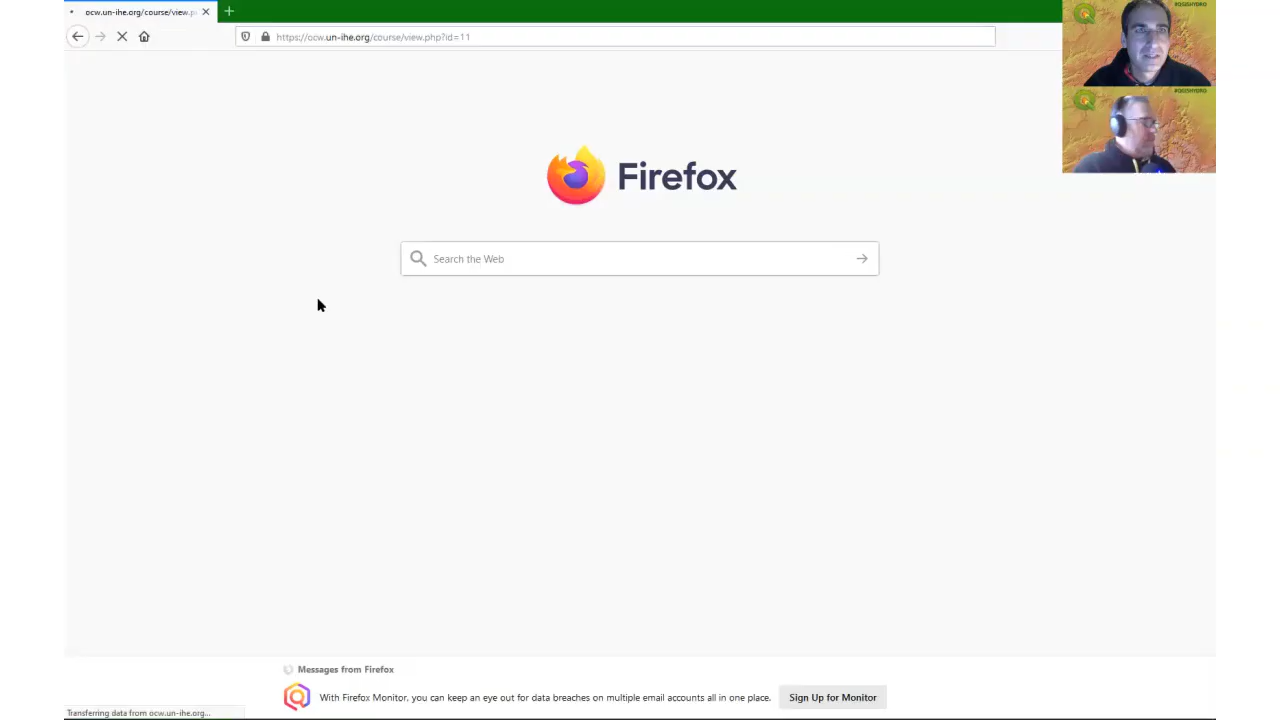 ocw.un-ihe.org/course/view.p
https://ocw.un-ihe.org/course/view.php?id=11
#QGISHYDRO
#QGISHYDRO
Firefox
Search the Web
Messages from Firefox
With Firefox Monitor, you can keep an eye out for data breaches on multiple email accounts all in one place.
Sign Up for Monitor
Transferring data from ocw.un-ihe.org...